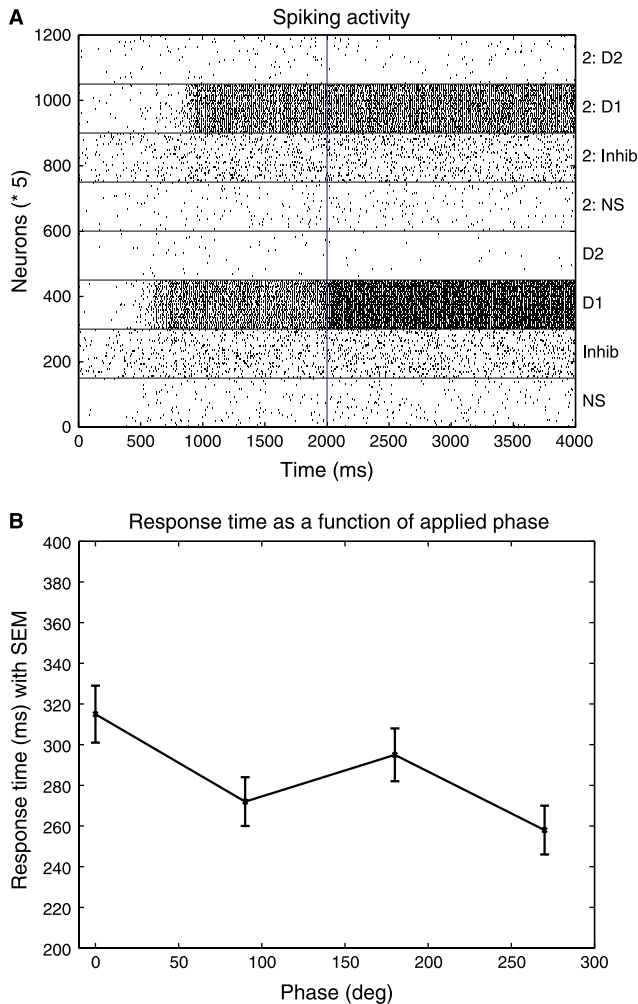 A
Spiking activity
1200
1000
800
600
400
200
0
Neurons (* 5)
2: D2
2: D1
2: Inhib
2: NS
D2
D1
Inhib
NS
0 500 1000 1500 2000 2500 3000 3500 4000
Time (ms)
B
Response time as a function of applied phase
400
380
360
340
320
300
280
260
240
220
200
Response time (ms) with SEM
0 50 100 150 200 250 300
Phase (deg)